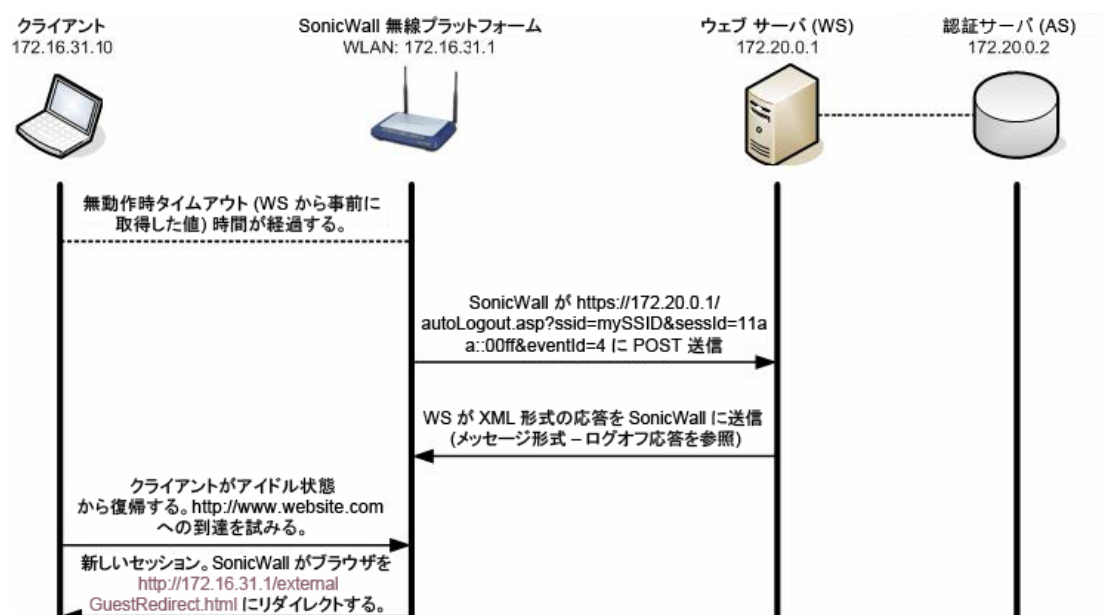 クライアント
172.16.31.10
SonicWall 無線プラットフォーム
WLAN: 172.16.31.1
ウェブ サーバ (WS)
172.20.0.1
認証サーバ (AS)
172.20.0.2
無動作時タイムアウト (WS から事前に
取得した値) 時間が経過する。
SonicWall が https://172.20.0.1/
autoLogout.asp?ssid=mySSID&sessId=11a
a::00ff&eventId=4 に POST 送信
WS が XML 形式の応答を SonicWall に送信
(メッセージ形式 – ログオフ応答を参照)
クライアントがアイドル状態
から復帰する。http://www.website.com
への到達を試みる。
新しいセッション。SonicWall がブラウザを
http://172.16.31.1/external
GuestRedirect.html にリダイレクトする。